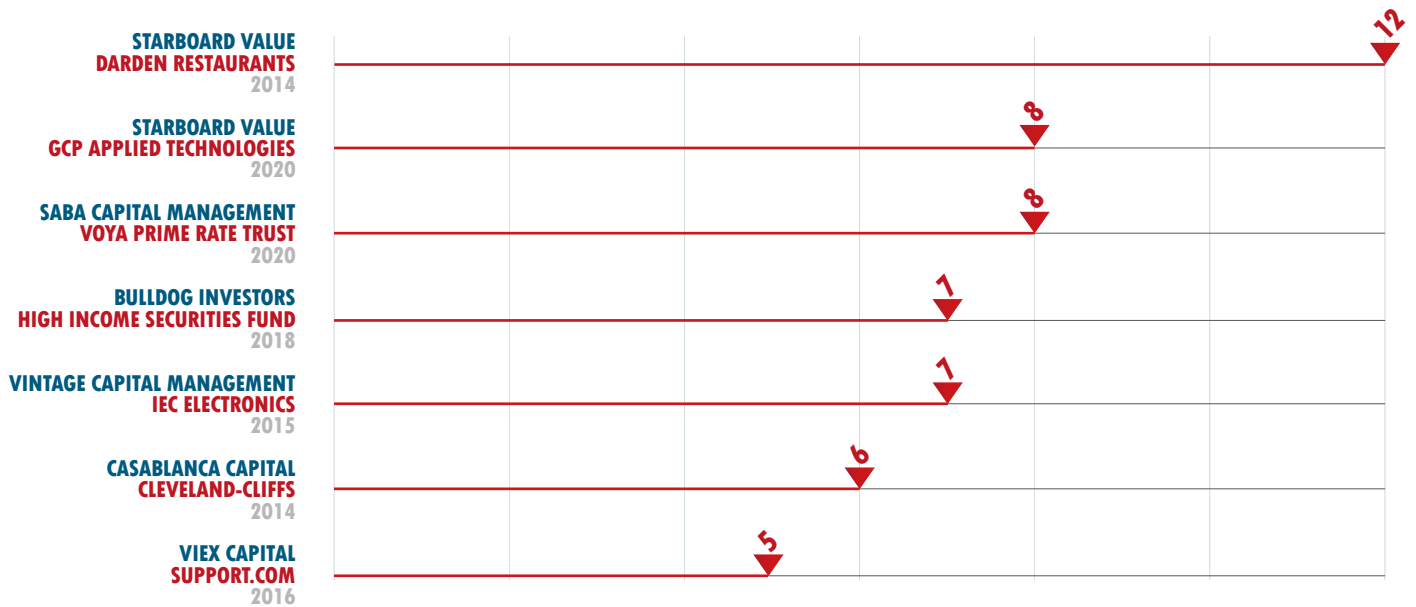 12
STARBOARD VALUE
DARDEN RESTAURANTS
2014
8
STARBOARD VALUE
GCP APPLIED TECHNOLOGIES
2020
8
SABA CAPITAL MANAGEMENT
VOYA PRIME RATE TRUST
2020
7
BULLDOG INVESTORS
HIGH INCOME SECURITIES FUND
2018
7
VINTAGE CAPITAL MANAGEMENT
IEC ELECTRONICS
2015
6
CASABLANCA CAPITAL
CLEVELAND-CLIFFS
2014
5
VIEX CAPITAL
SUPPORT.COM
2016